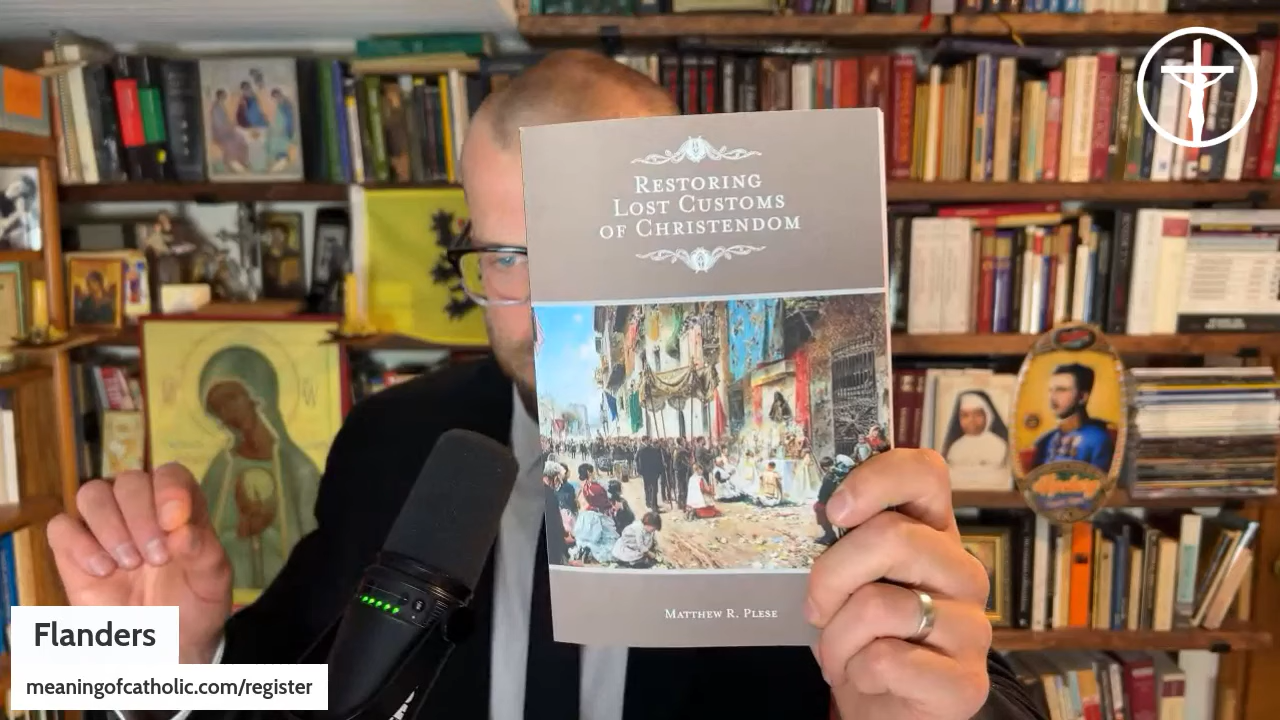 RESTORING
LOST CUSTOMS
OF CHRISTENDOM
MATTHEW R. PLESE
Flanders
meaningofcatholic.com/register